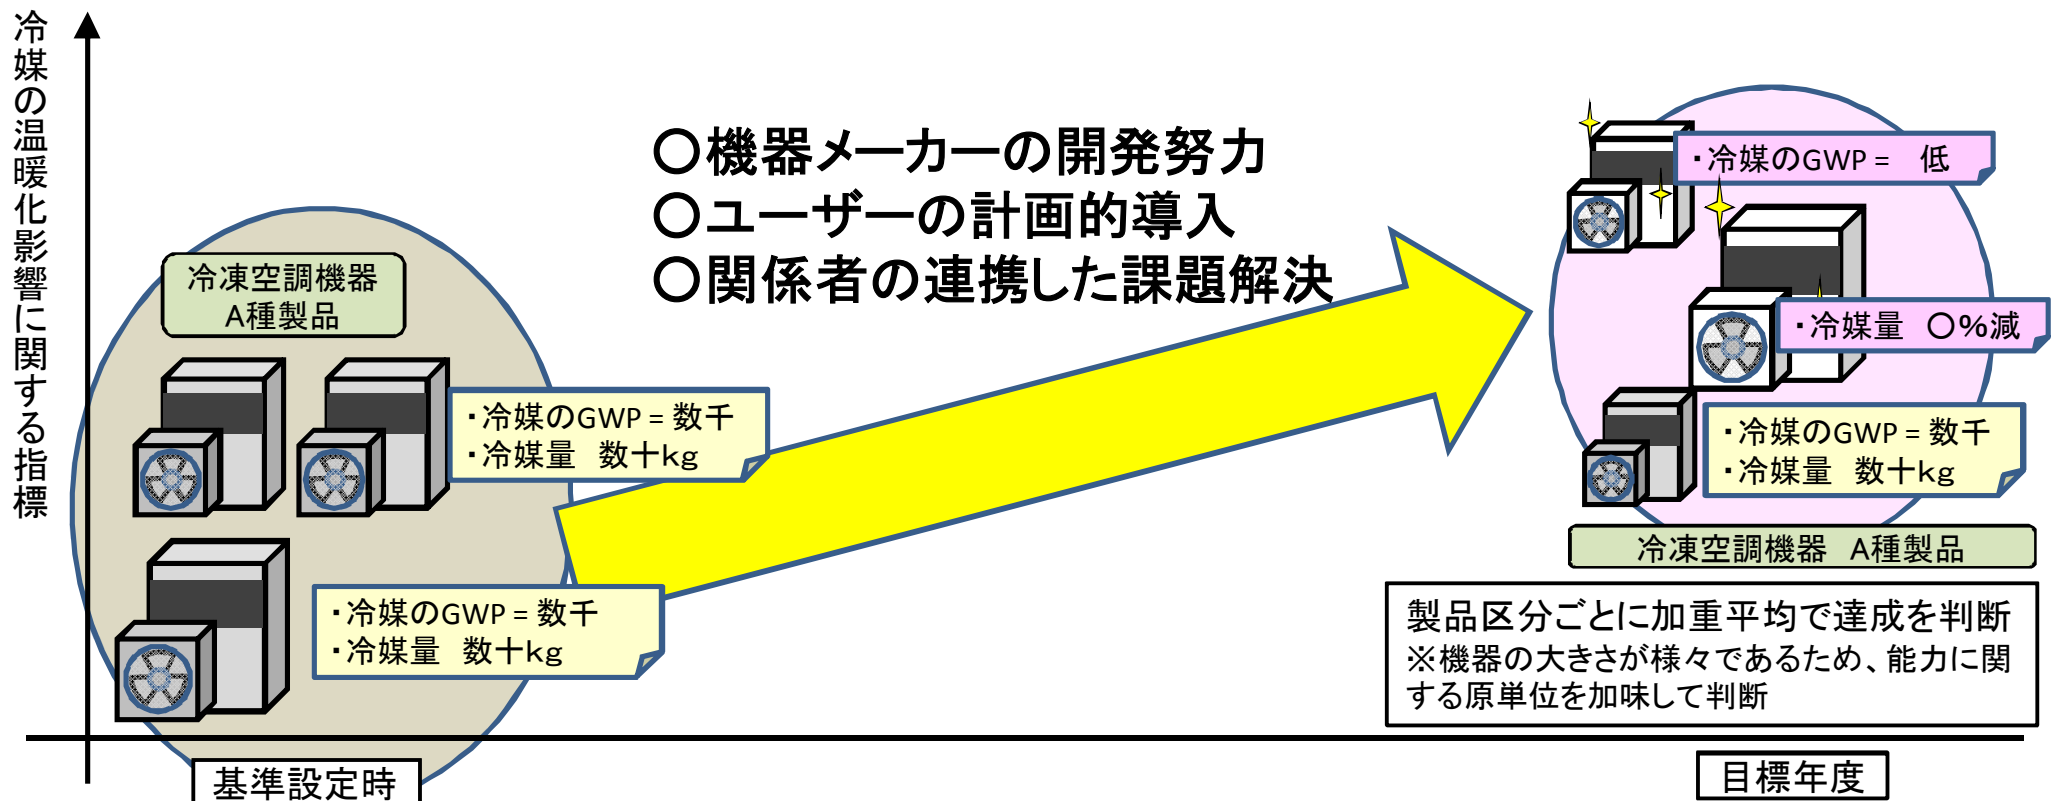 冷媒の温暖化影響に関する指標
〇機器メーカーの開発努力
〇ユーザーの計画的導入
〇関係者の連携した課題解決
冷凍空調機器
A種製品
・冷媒のGWP = 数千
・冷媒量　数十kg
・冷媒のGWP = 数千
・冷媒量　数十kg
基準設定時
・冷媒のGWP =　低
・冷媒量　〇%減
・冷媒のGWP = 数千
・冷媒量　数十kg
冷凍空調機器　A種製品
製品区分ごとに加重平均で達成を判断
※機器の大きさが様々であるため、能力に関
する原単位を加味して判断
目標年度